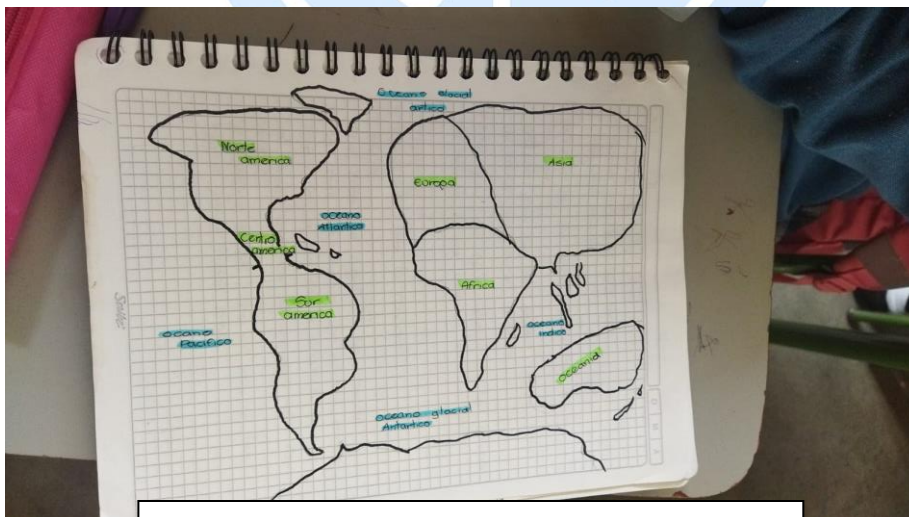 Oceano glacial
artico
Norte
america
Asia
Europa
oceano
Atlantico
Centro
america
Africa
Sur
america
oceano
Pacifico
oceano
indico
oceania
oceano glacial
Antartico